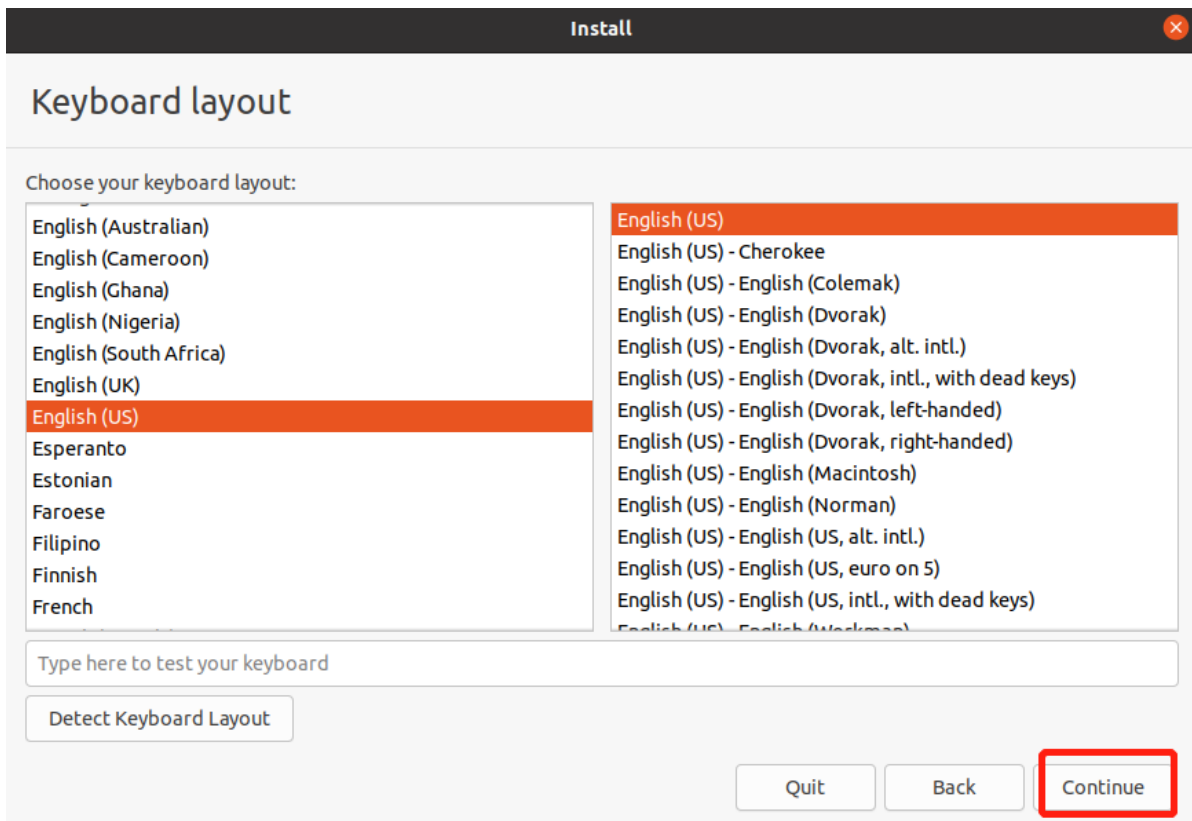 Install
Keyboard layout
Choose your keyboard layout:
English (Australian)
English (Cameroon)
English (Ghana)
English (Nigeria)
English (South Africa)
English (UK)
English (US)
Esperanto
Estonian
Faroese
Filipino
Finnish
French
English (US)
English (US) - Cherokee
English (US) - English (Colemak)
English (US) - English (Dvorak)
English (US) - English (Dvorak, alt. intl.)
English (US) - English (Dvorak, intl., with dead keys)
English (US) - English (Dvorak, left-handed)
English (US) - English (Dvorak, right-handed)
English (US) - English (Macintosh)
English (US) - English (Norman)
English (US) - English (US, alt. intl.)
English (US) - English (US, euro on 5)
English (US) - English (US, intl., with dead keys)
English (US) - English (Workman)
Type here to test your keyboard
Detect Keyboard Layout
Quit
Back
Continue